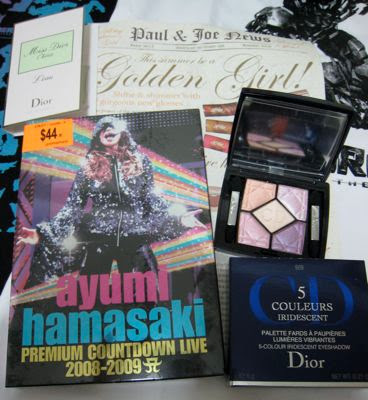 Miss Dior
Chérie
L'eau
Dior
Paul & Joe News
This summer be a
Golden Girl!
Shine & shimmer with
gorgeous new glosses
$44
ayumi
hamasaki
PREMIUM COUNTDOWN LIVE
2008-2009 A
CD
5
COULEURS
IRIDESCENT
PALETTE FARDS À PAUPIÈRES
LUMIÈRES VIBRANTES
5-COLOUR IRIDESCENT EYESHADOW
Dior
THE